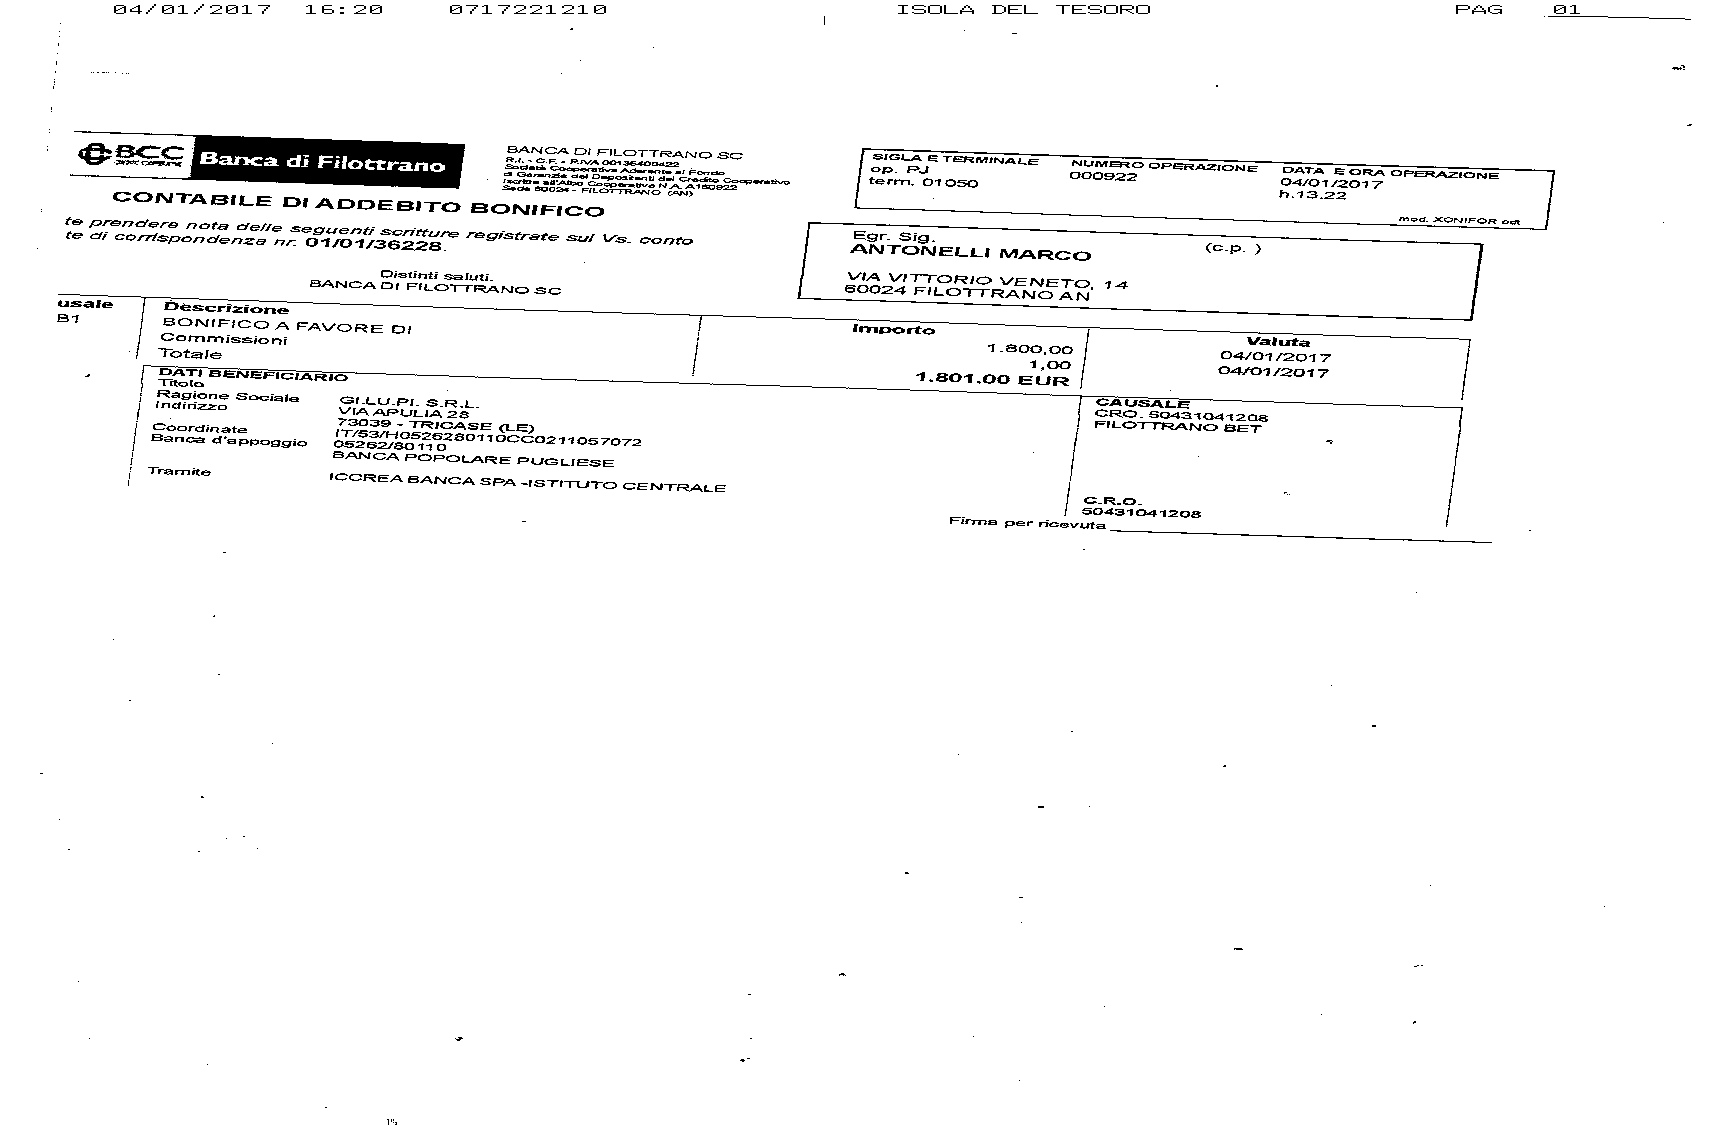 04/01/2017 16:20 0717221210 ISOLA DEL TESORO PAG 01
BCC Banca di Filottrano
BANCA DI FILOTTRANO SC
R.I. - C.F. - P.IVA 00136400422
Società Cooperativa Aderente al Fondo
di Garanzia dei Depositanti del Credito Cooperativo
Iscritta all'Albo Cooperative N.A. A150922
Sede 60024 - FILOTTRANO (AN)
SIGLA E TERMINALE NUMERO OPERAZIONE DATA E ORA OPERAZIONE
op. PJ 000922 04/01/2017
term. 01050 h.13.22
mod. XONIFOR odt
CONTABILE DI ADDEBITO BONIFICO
te prendere nota delle seguenti scritture registrate sul Vs. conto
te di corrispondenza nr. 01/01/36228.
Distinti saluti.
BANCA DI FILOTTRANO SC
Egr. Sig. (c.p. )
ANTONELLI MARCO
VIA VITTORIO VENETO, 14
60024 FILOTTRANO AN
usale Descrizione Importo Valuta
B1 BONIFICO A FAVORE DI 1.800,00 04/01/2017
Commissioni 1,00 04/01/2017
Totale 1.801.00 EUR
DATI BENEFICIARIO
Titolo
Ragione Sociale GI.LU.PI. S.R.L.
Indirizzo VIA APULIA 28
73039 - TRICASE (LE)
Coordinate IT/53/H0526280110CC0211057072
Banca d'appoggio 05262/80110
BANCA POPOLARE PUGLIESE
Tramite ICCREA BANCA SPA -ISTITUTO CENTRALE
CAUSALE
CRO. 50431041208
FILOTTRANO BET
C.R.O.
50431041208
Firma per ricevuta